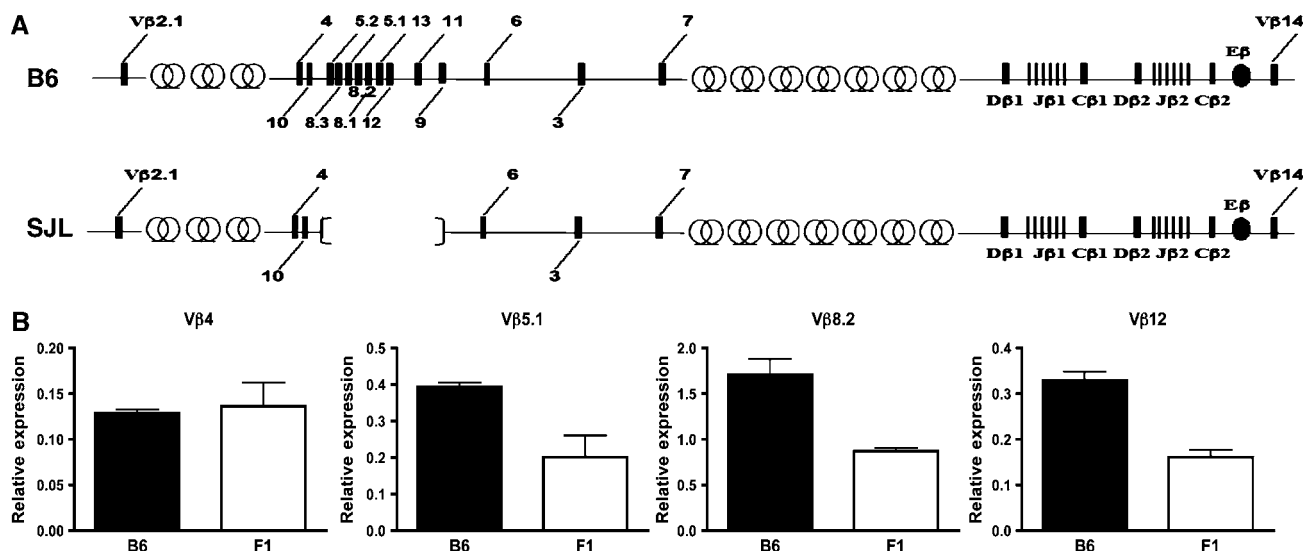 A
Vβ2.1 4 5.2 5.1 13 11 6 7 Eβ Vβ14
B6
8.2
Dβ1 Jβ1 Cβ1 Dβ2 Jβ2 Cβ2
10 8.3 8.1 12 9 3
Vβ2.1 4 6 7 Eβ Vβ14
SJL
Dβ1 Jβ1 Cβ1 Dβ2 Jβ2 Cβ2
10 3
B
Vβ4
Relative expression
0.20
0.15
0.10
0.05
0.00
B6 F1
Vβ5.1
Relative expression
0.5
0.4
0.3
0.2
0.1
0.0
B6 F1
Vβ8.2
Relative expression
2.0
1.5
1.0
0.5
0.0
B6 F1
Vβ12
Relative expression
0.4
0.3
0.2
0.1
0.0
B6 F1